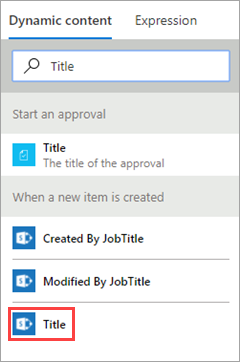 Dynamic content Expression
Title
Start an approval
Title
The title of the approval
When a new item is created
Created By JobTitle
Modified By JobTitle
Title